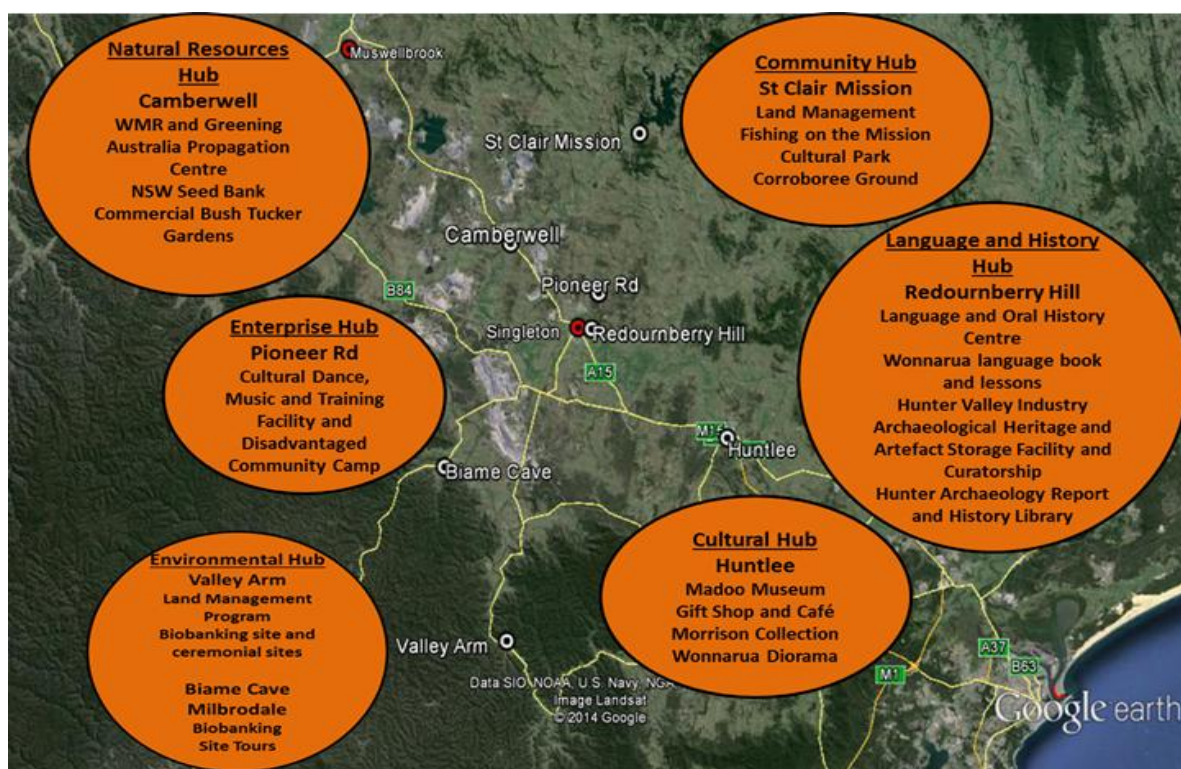 Natural Resources
Hub
Camberwell
WMR and Greening
Australia Propagation
Centre
NSW Seed Bank
Commercial Bush Tucker
Gardens
Muswellbrook
Community Hub
St Clair Mission
Land Management
Fishing on the Mission
Cultural Park
Corroboree Ground
St Clair Mission
Camberwell
Pioneer Rd
B84
Singleton
Redournberry Hill
A15
Language and History
Hub
Redournberry Hill
Language and Oral History
Centre
Wonnarua language book
and lessons
Hunter Valley Industry
Archaeological Heritage and
Artefact Storage Facility and
Curatorship
Hunter Archaeology Report
and History Library
Enterprise Hub
Pioneer Rd
Cultural Dance,
Music and Training
Facility and
Disadvantaged
Community Camp
Huntlee
Biame Cave
Cultural Hub
Huntlee
Madoo Museum
Gift Shop and Café
Morrison Collection
Wonnarua Diorama
Environmental Hub
Valley Arm
Land Management
Program
Biobanking site and
ceremonial sites
Biame Cave
Milbrodale
Biobanking
Site Tours
Valley Arm
Data SIO, NOAA, U.S. Navy,
Image Landsat
© 2014 Google
A37
B63
M1
Google earth